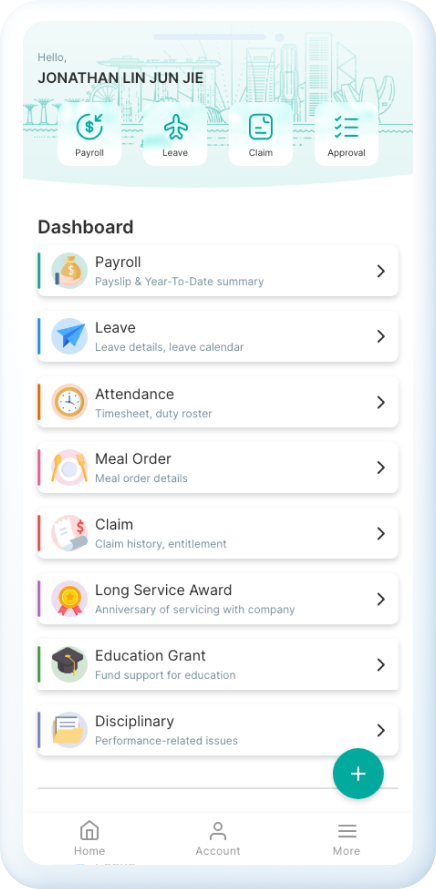 Hello,
JONATHAN LIN JUN JIE
Payroll
Leave
Claim
Approval
Dashboard
Payroll
Payslip & Year-To-Date summary
Leave
Leave details, leave calendar
Attendance
Timesheet, duty roster
Meal Order
Meal order details
Claim
Claim history, entitlement
Long Service Award
Anniversary of servicing with company
Education Grant
Fund support for education
Disciplinary
Performance-related issues
Home
Account
More